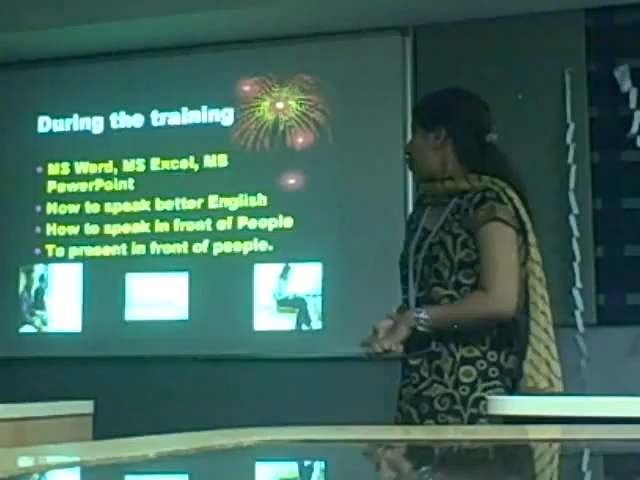 During the training
MS Word, MS Excel, MS
PowerPoint
How to speak better English
How to speak in front of People
To present in front of people.